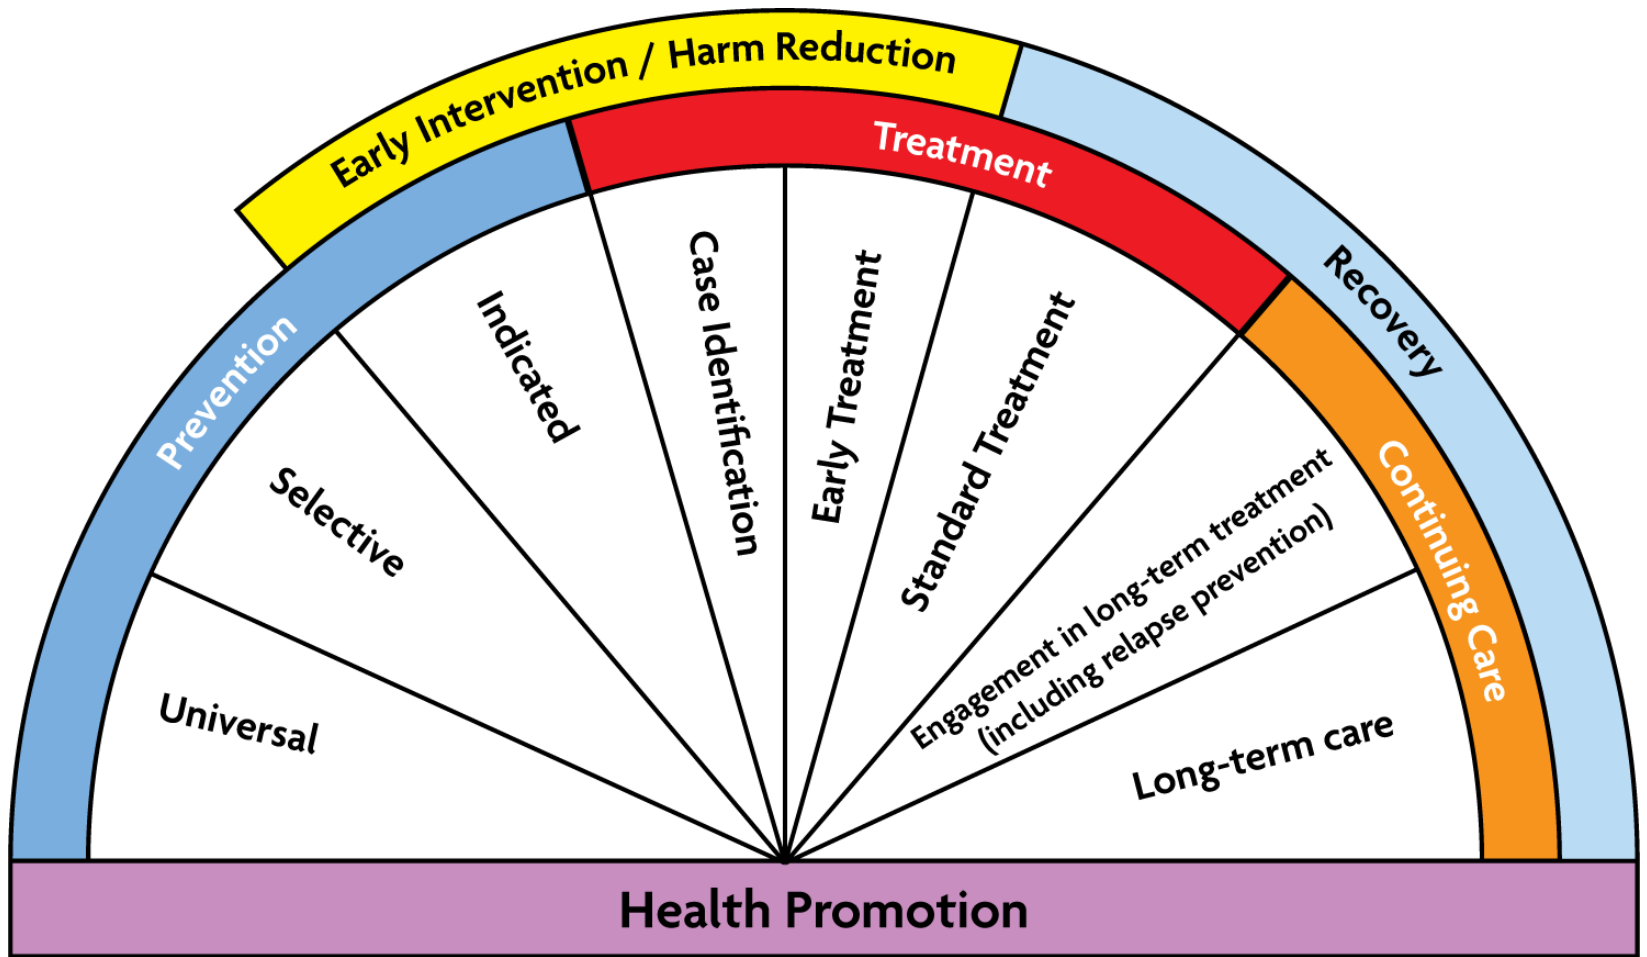 Early Intervention / Harm Reduction
Treatment
Recovery
Prevention
Continuing Care
Universal
Selective
Indicated
Case Identification
Early Treatment
Standard Treatment
Engagement in long-term treatment
(including relapse prevention)
Long-term care
Health Promotion